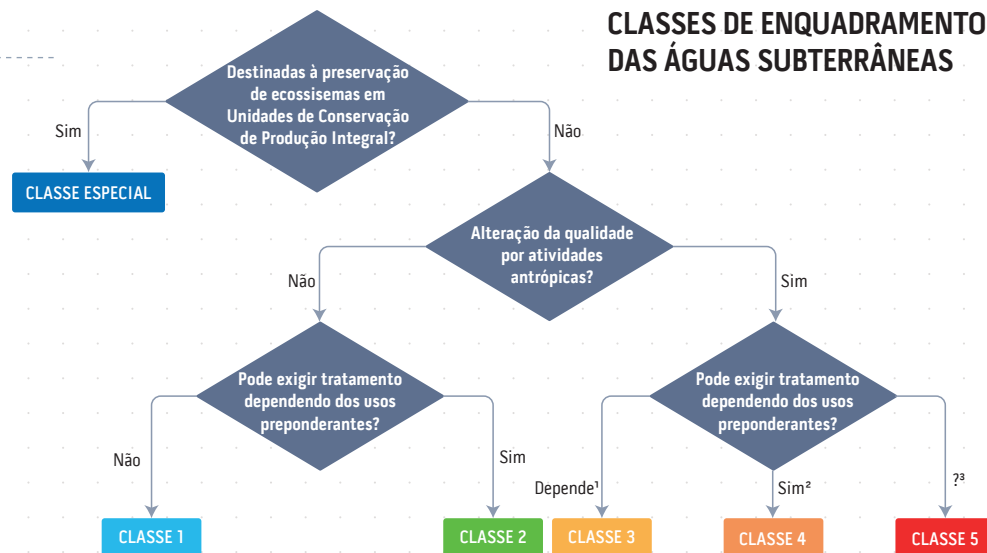 CLASSES DE ENQUADRAMENTO
DAS ÁGUAS SUBTERRÂNEAS
Destinadas à preservação
de ecossisemas em
Unidades de Conservação
de Produção Integral?
Sim
Não
CLASSE ESPECIAL
Alteração da qualidade
por atividades
antrópicas?
Não
Sim
Pode exigir tratamento
dependendo dos usos
preponderantes?
Pode exigir tratamento
dependendo dos usos
preponderantes?
Não
Sim
Depende¹
Sim²
?³
CLASSE 1
CLASSE 2
CLASSE 3
CLASSE 4
CLASSE 5